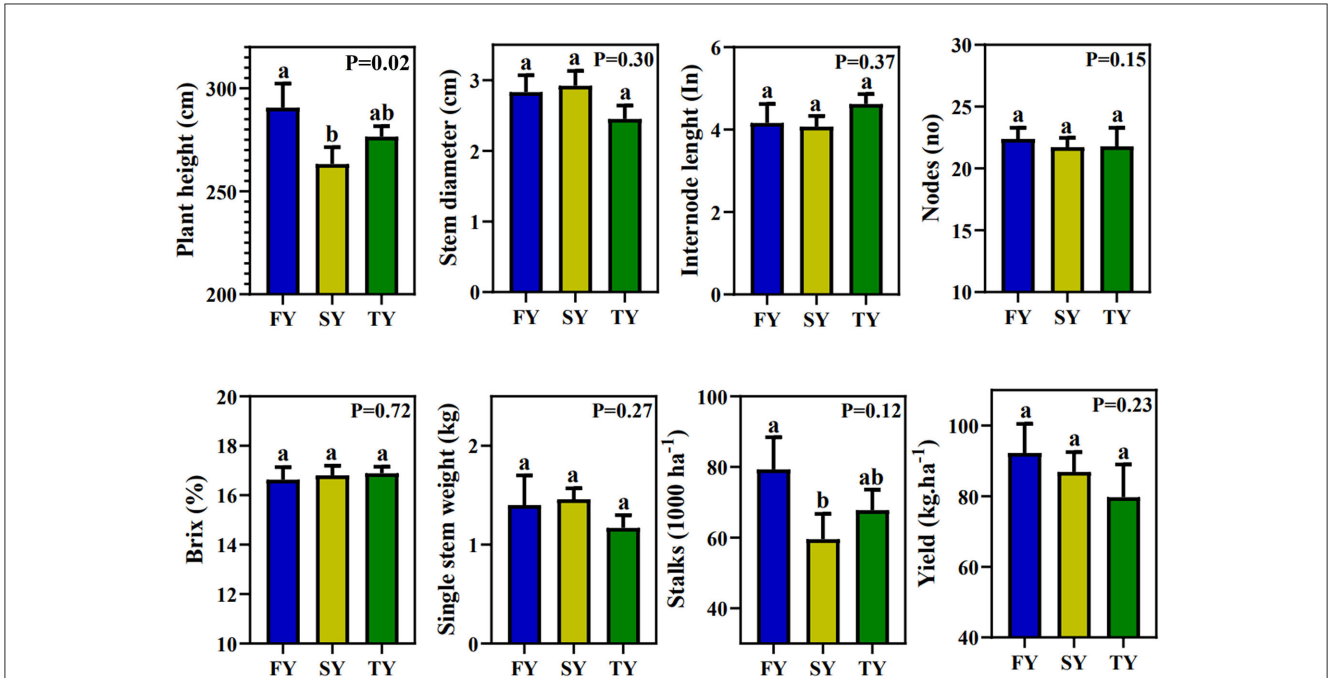 Plant height (cm)
300
250
200
P=0.02
a
b
ab
FY SY TY
Stem diameter (cm)
3
2
1
0
P=0.30
a
a
a
FY SY TY
Internode lenght (In)
6
4
2
0
P=0.37
a
a
a
FY SY TY
Nodes (no)
30
25
20
15
10
P=0.15
a
a
a
FY SY TY
Brix (%)
20
18
16
14
12
10
P=0.72
a
a
a
FY SY TY
Single stem weight (kg)
2
1
0
P=0.27
a
a
a
FY SY TY
Stalks (1000 ha⁻¹)
100
80
60
40
P=0.12
a
b
ab
FY SY TY
Yield (kg.ha⁻¹)
100
80
60
40
P=0.23
a
a
a
FY SY TY